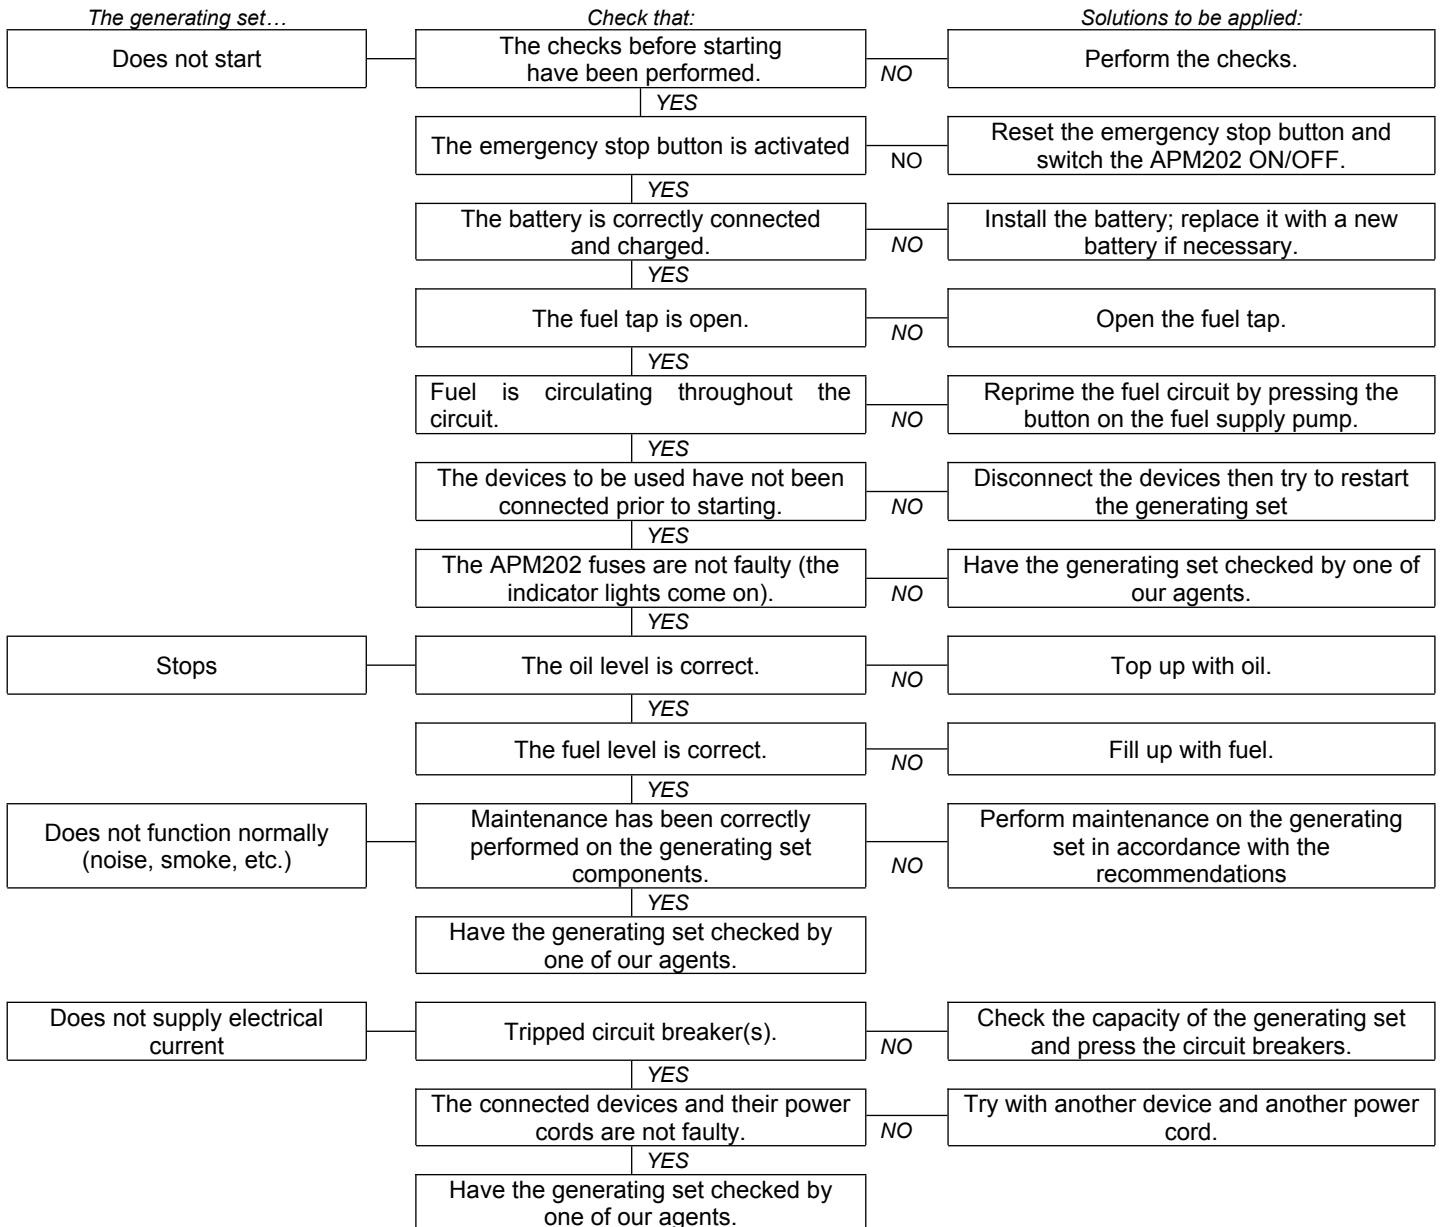 The generating set…
Check that:
Solutions to be applied:
Does not start
The checks before starting
have been performed.
NO
Perform the checks.
YES
The emergency stop button is activated
NO
Reset the emergency stop button and
switch the APM202 ON/OFF.
YES
The battery is correctly connected
and charged.
NO
Install the battery; replace it with a new
battery if necessary.
YES
The fuel tap is open.
NO
Open the fuel tap.
YES
Fuel is circulating throughout the
circuit.
NO
Reprime the fuel circuit by pressing the
button on the fuel supply pump.
YES
The devices to be used have not been
connected prior to starting.
NO
Disconnect the devices then try to restart
the generating set
YES
The APM202 fuses are not faulty (the
indicator lights come on).
NO
Have the generating set checked by one of
our agents.
YES
Stops
The oil level is correct.
NO
Top up with oil.
YES
The fuel level is correct.
NO
Fill up with fuel.
YES
Does not function normally
(noise, smoke, etc.)
Maintenance has been correctly
performed on the generating set
components.
NO
Perform maintenance on the generating
set in accordance with the
recommendations
YES
Have the generating set checked by
one of our agents.
Does not supply electrical
current
Tripped circuit breaker(s).
NO
Check the capacity of the generating set
and press the circuit breakers.
YES
The connected devices and their power
cords are not faulty.
NO
Try with another device and another power
cord.
YES
Have the generating set checked by
one of our agents.